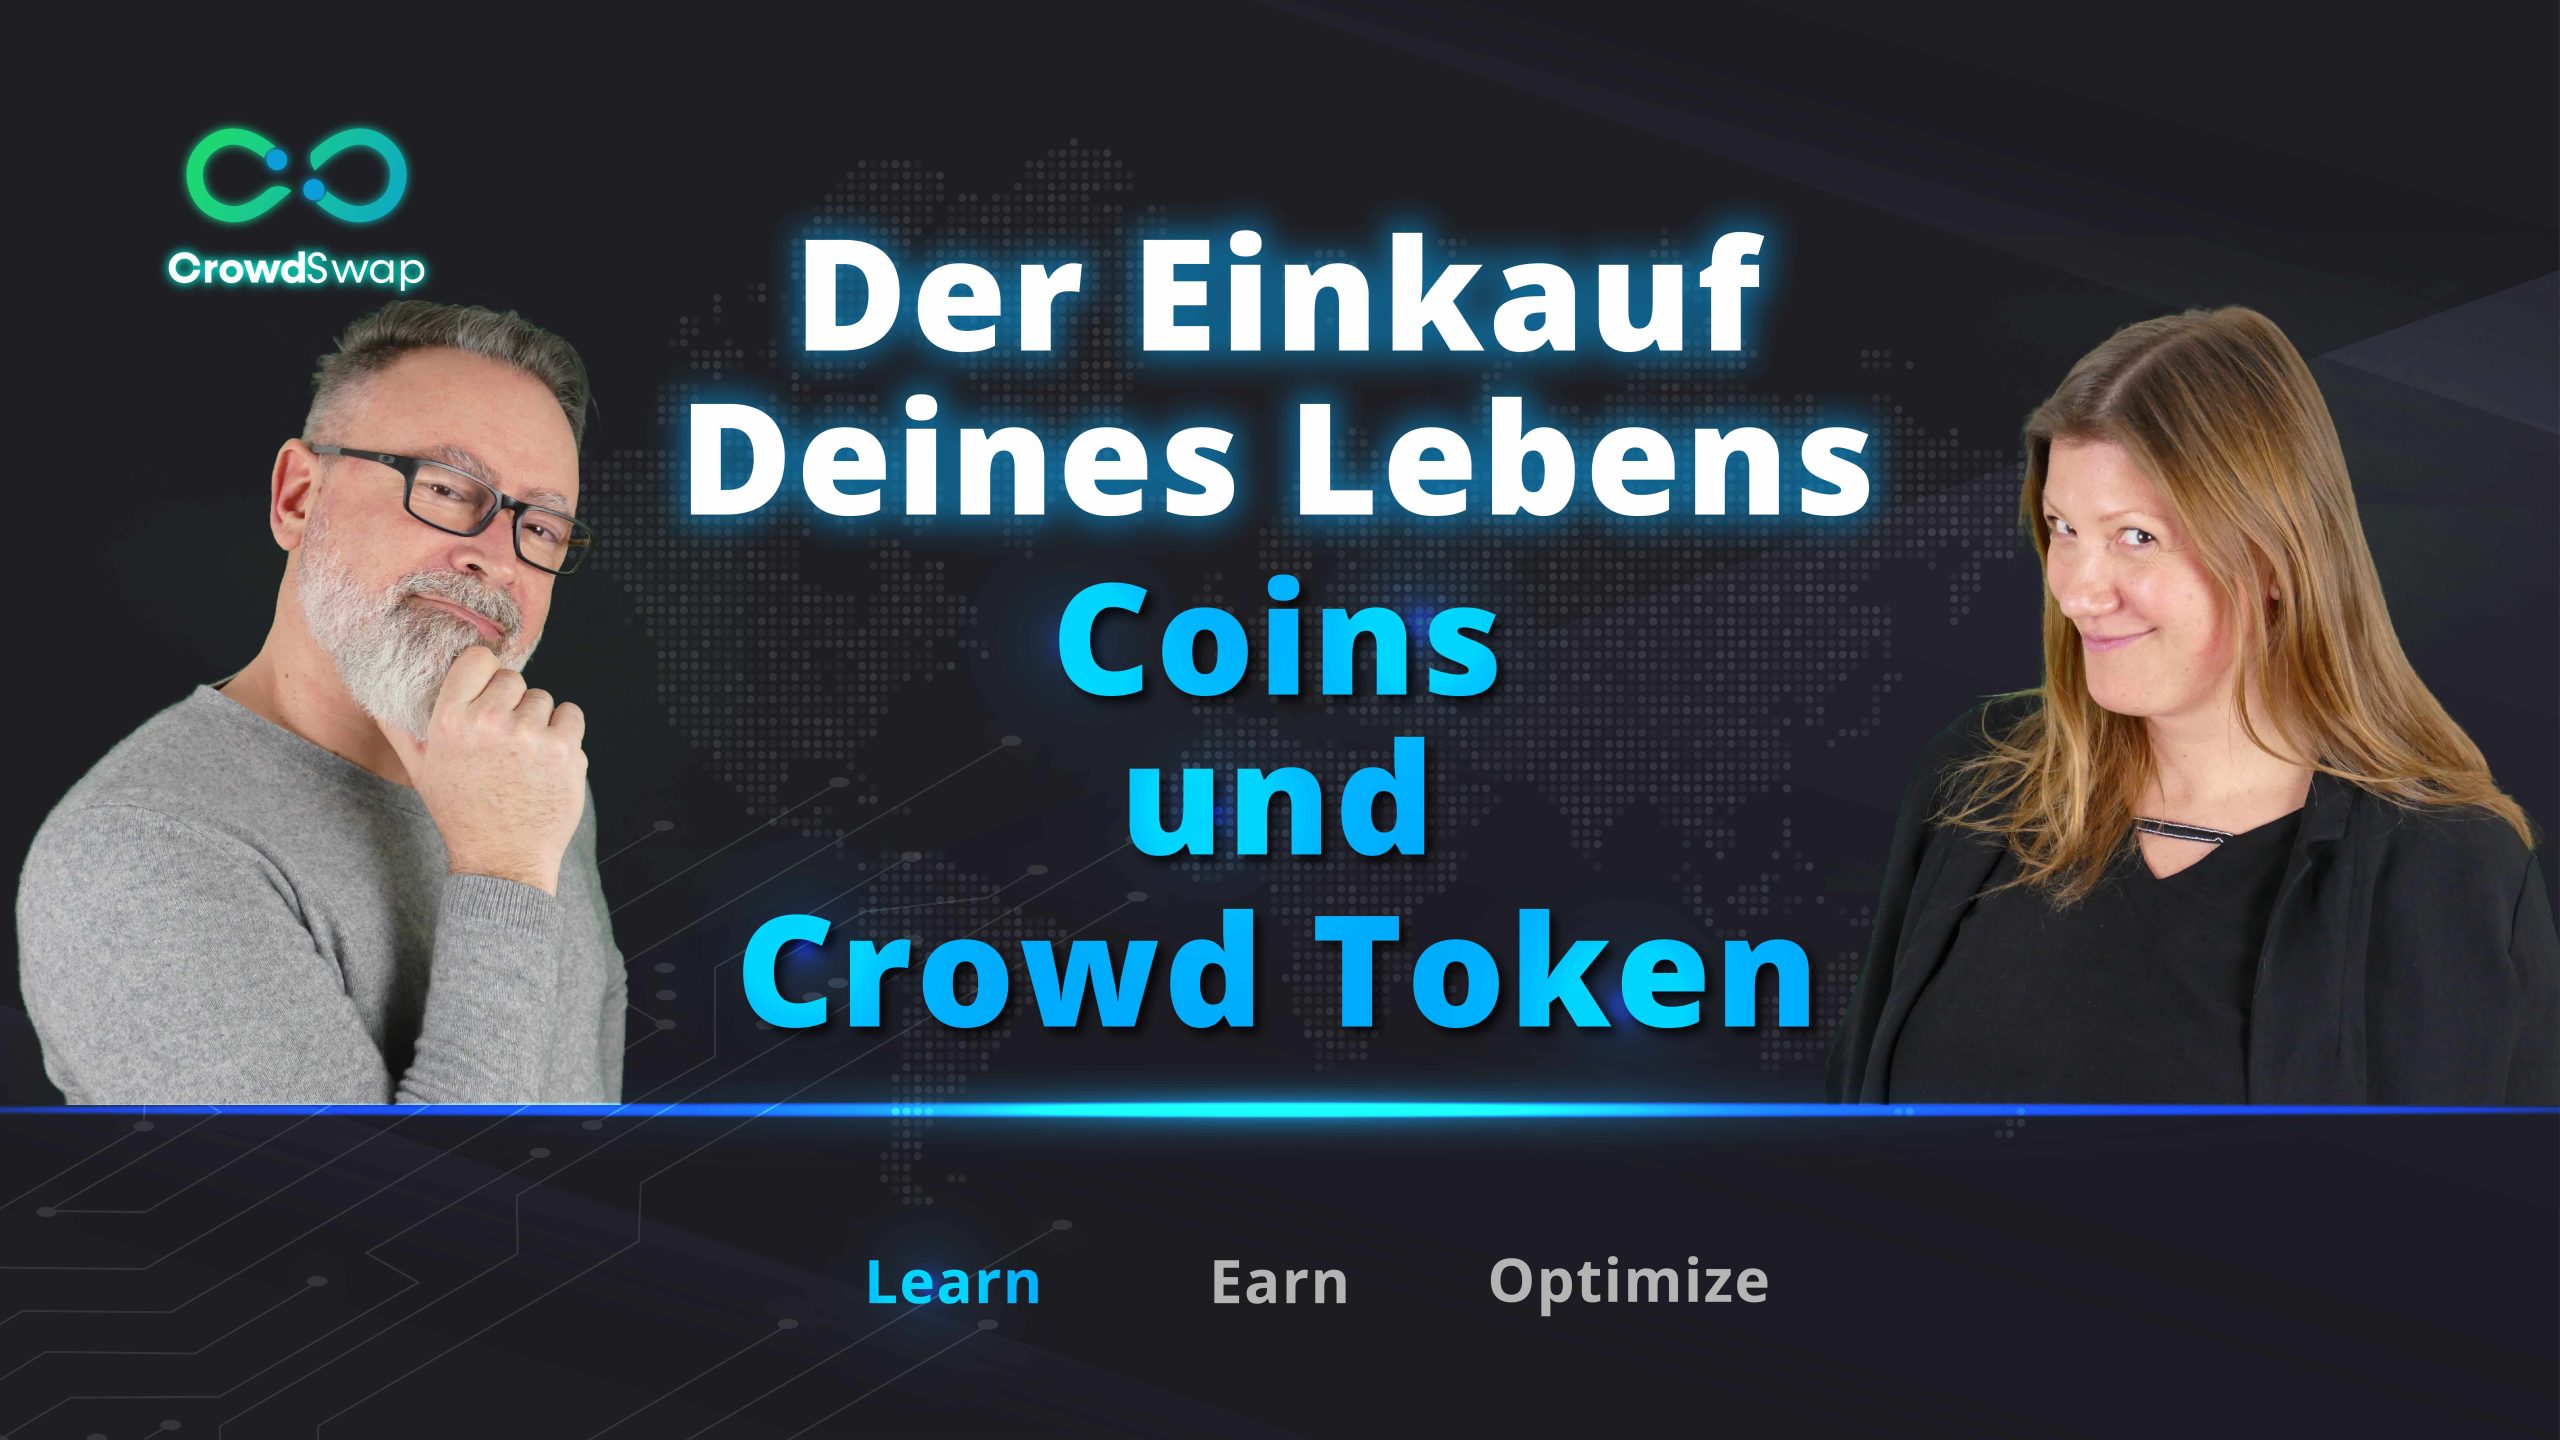 CrowdSwap
Der Einkauf
Deines Lebens
Coins
und
Crowd Token
Learn Earn Optimize